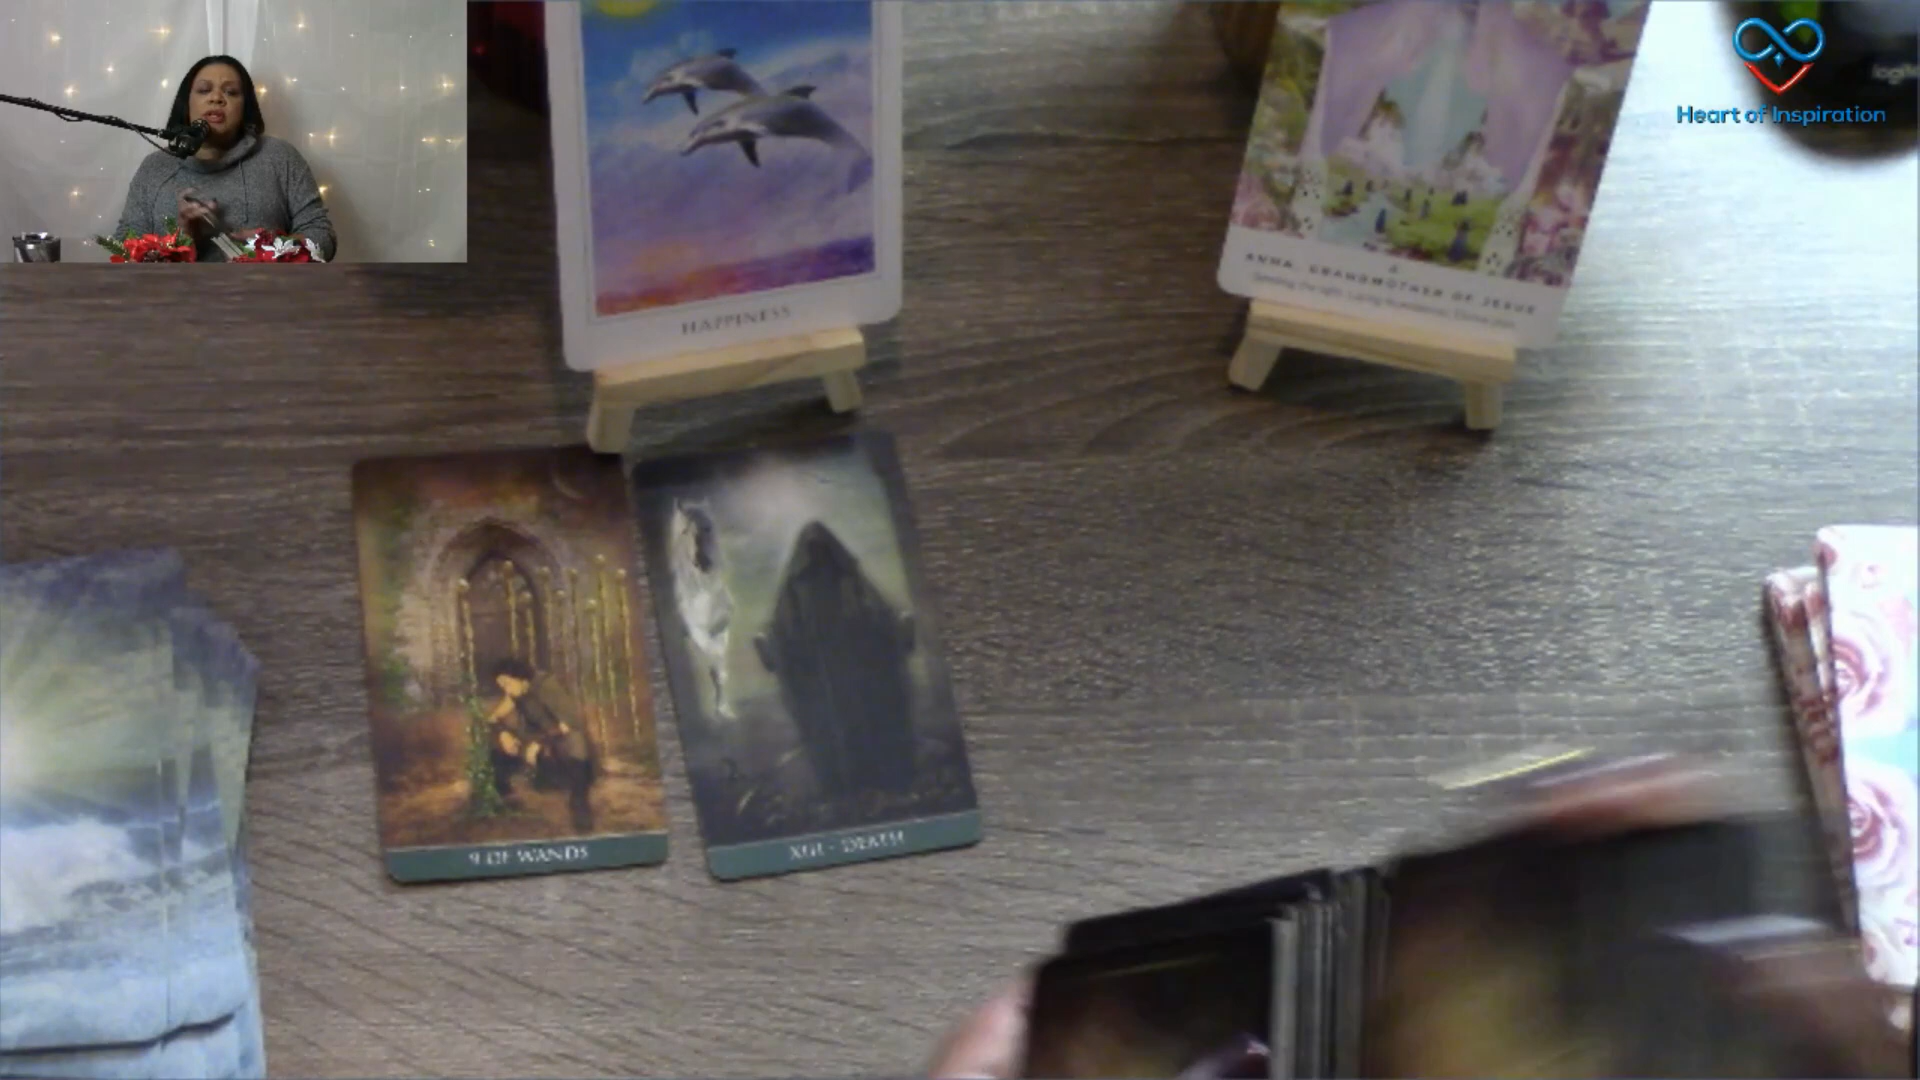 Heart of Inspiration
HAPPINESS
ANNA, GRANDMOTHER OF JESUS
9 OF WANDS
XIII - DEATH